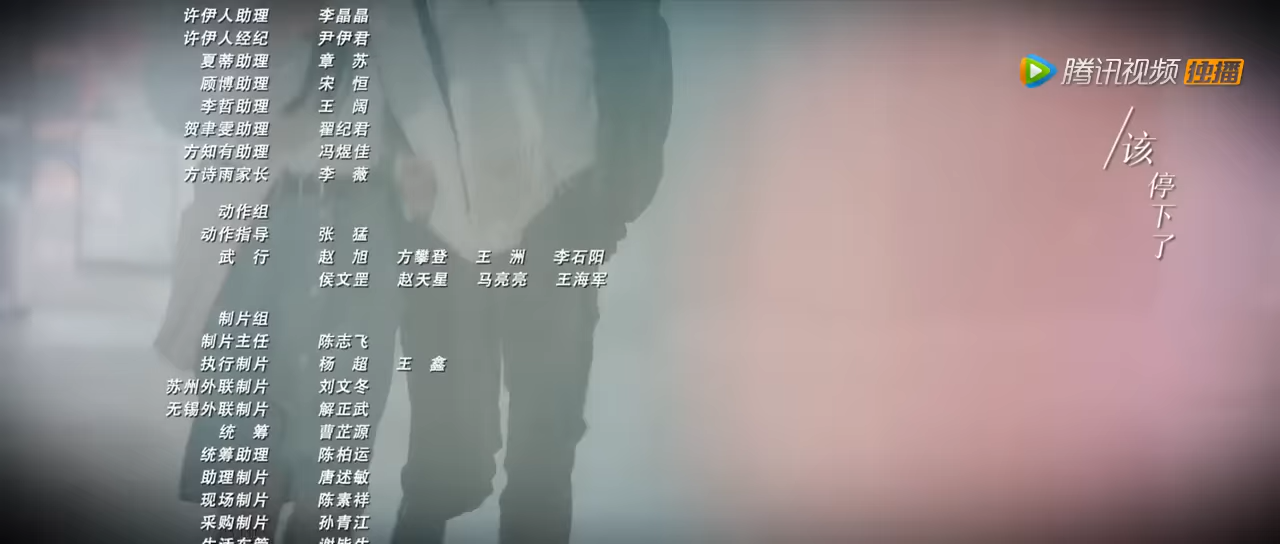 许伊人助理 李晶晶
许伊人经纪 尹伊君
夏蒂助理 章 苏
顾博助理 宋 恒
李哲助理 王 阔
贺聿雯助理 翟纪君
方知有助理 冯煜佳
方诗雨家长 李 薇
动作组
动作指导 张 猛
武 行 赵 旭 方攀登 王 洲 李石阳
侯文罡 赵天星 马亮亮 王海军
制片组
制片主任 陈志飞
执行制片 杨 超 王 鑫
苏州外联制片 刘文冬
无锡外联制片 解正武
统 筹 曹芷源
统筹助理 陈柏运
助理制片 唐述敏
现场制片 陈素祥
采购制片 孙青江
腾讯视频 独播
该
停
下
了